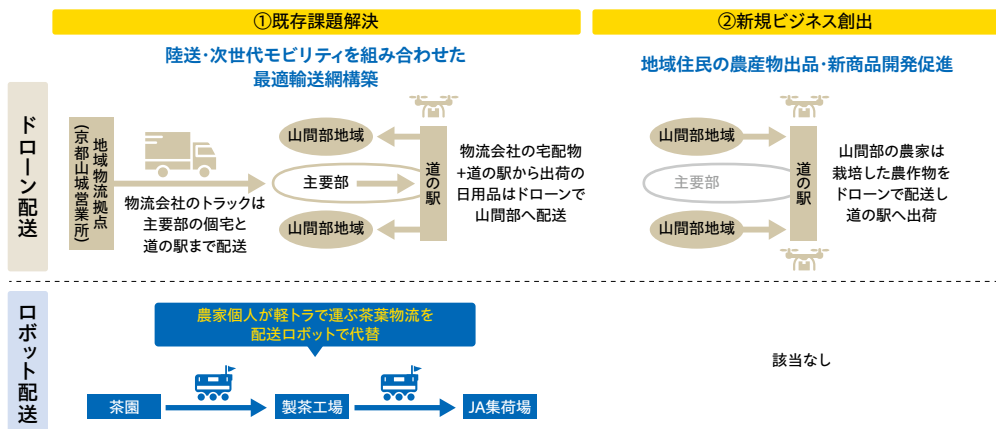 ①既存課題解決
陸送・次世代モビリティを組み合わせた
最適輸送網構築
②新規ビジネス創出
地域住民の農産物出品・新商品開発促進
ドローン配送
地域物流拠点
(京都山城営業所)
物流会社のトラックは
主要部の個宅と
道の駅まで配送
山間部地域
主要部
山間部地域
道の駅
物流会社の宅配物
+道の駅から出荷の
日用品はドローンで
山間部へ配送
山間部地域
主要部
山間部地域
道の駅
山間部の農家は
栽培した農作物を
ドローンで配送し
道の駅へ出荷
ロボット配送
農家個人が軽トラで運ぶ茶葉物流を
配送ロボットで代替
茶園
製茶工場
JA集荷場
該当なし